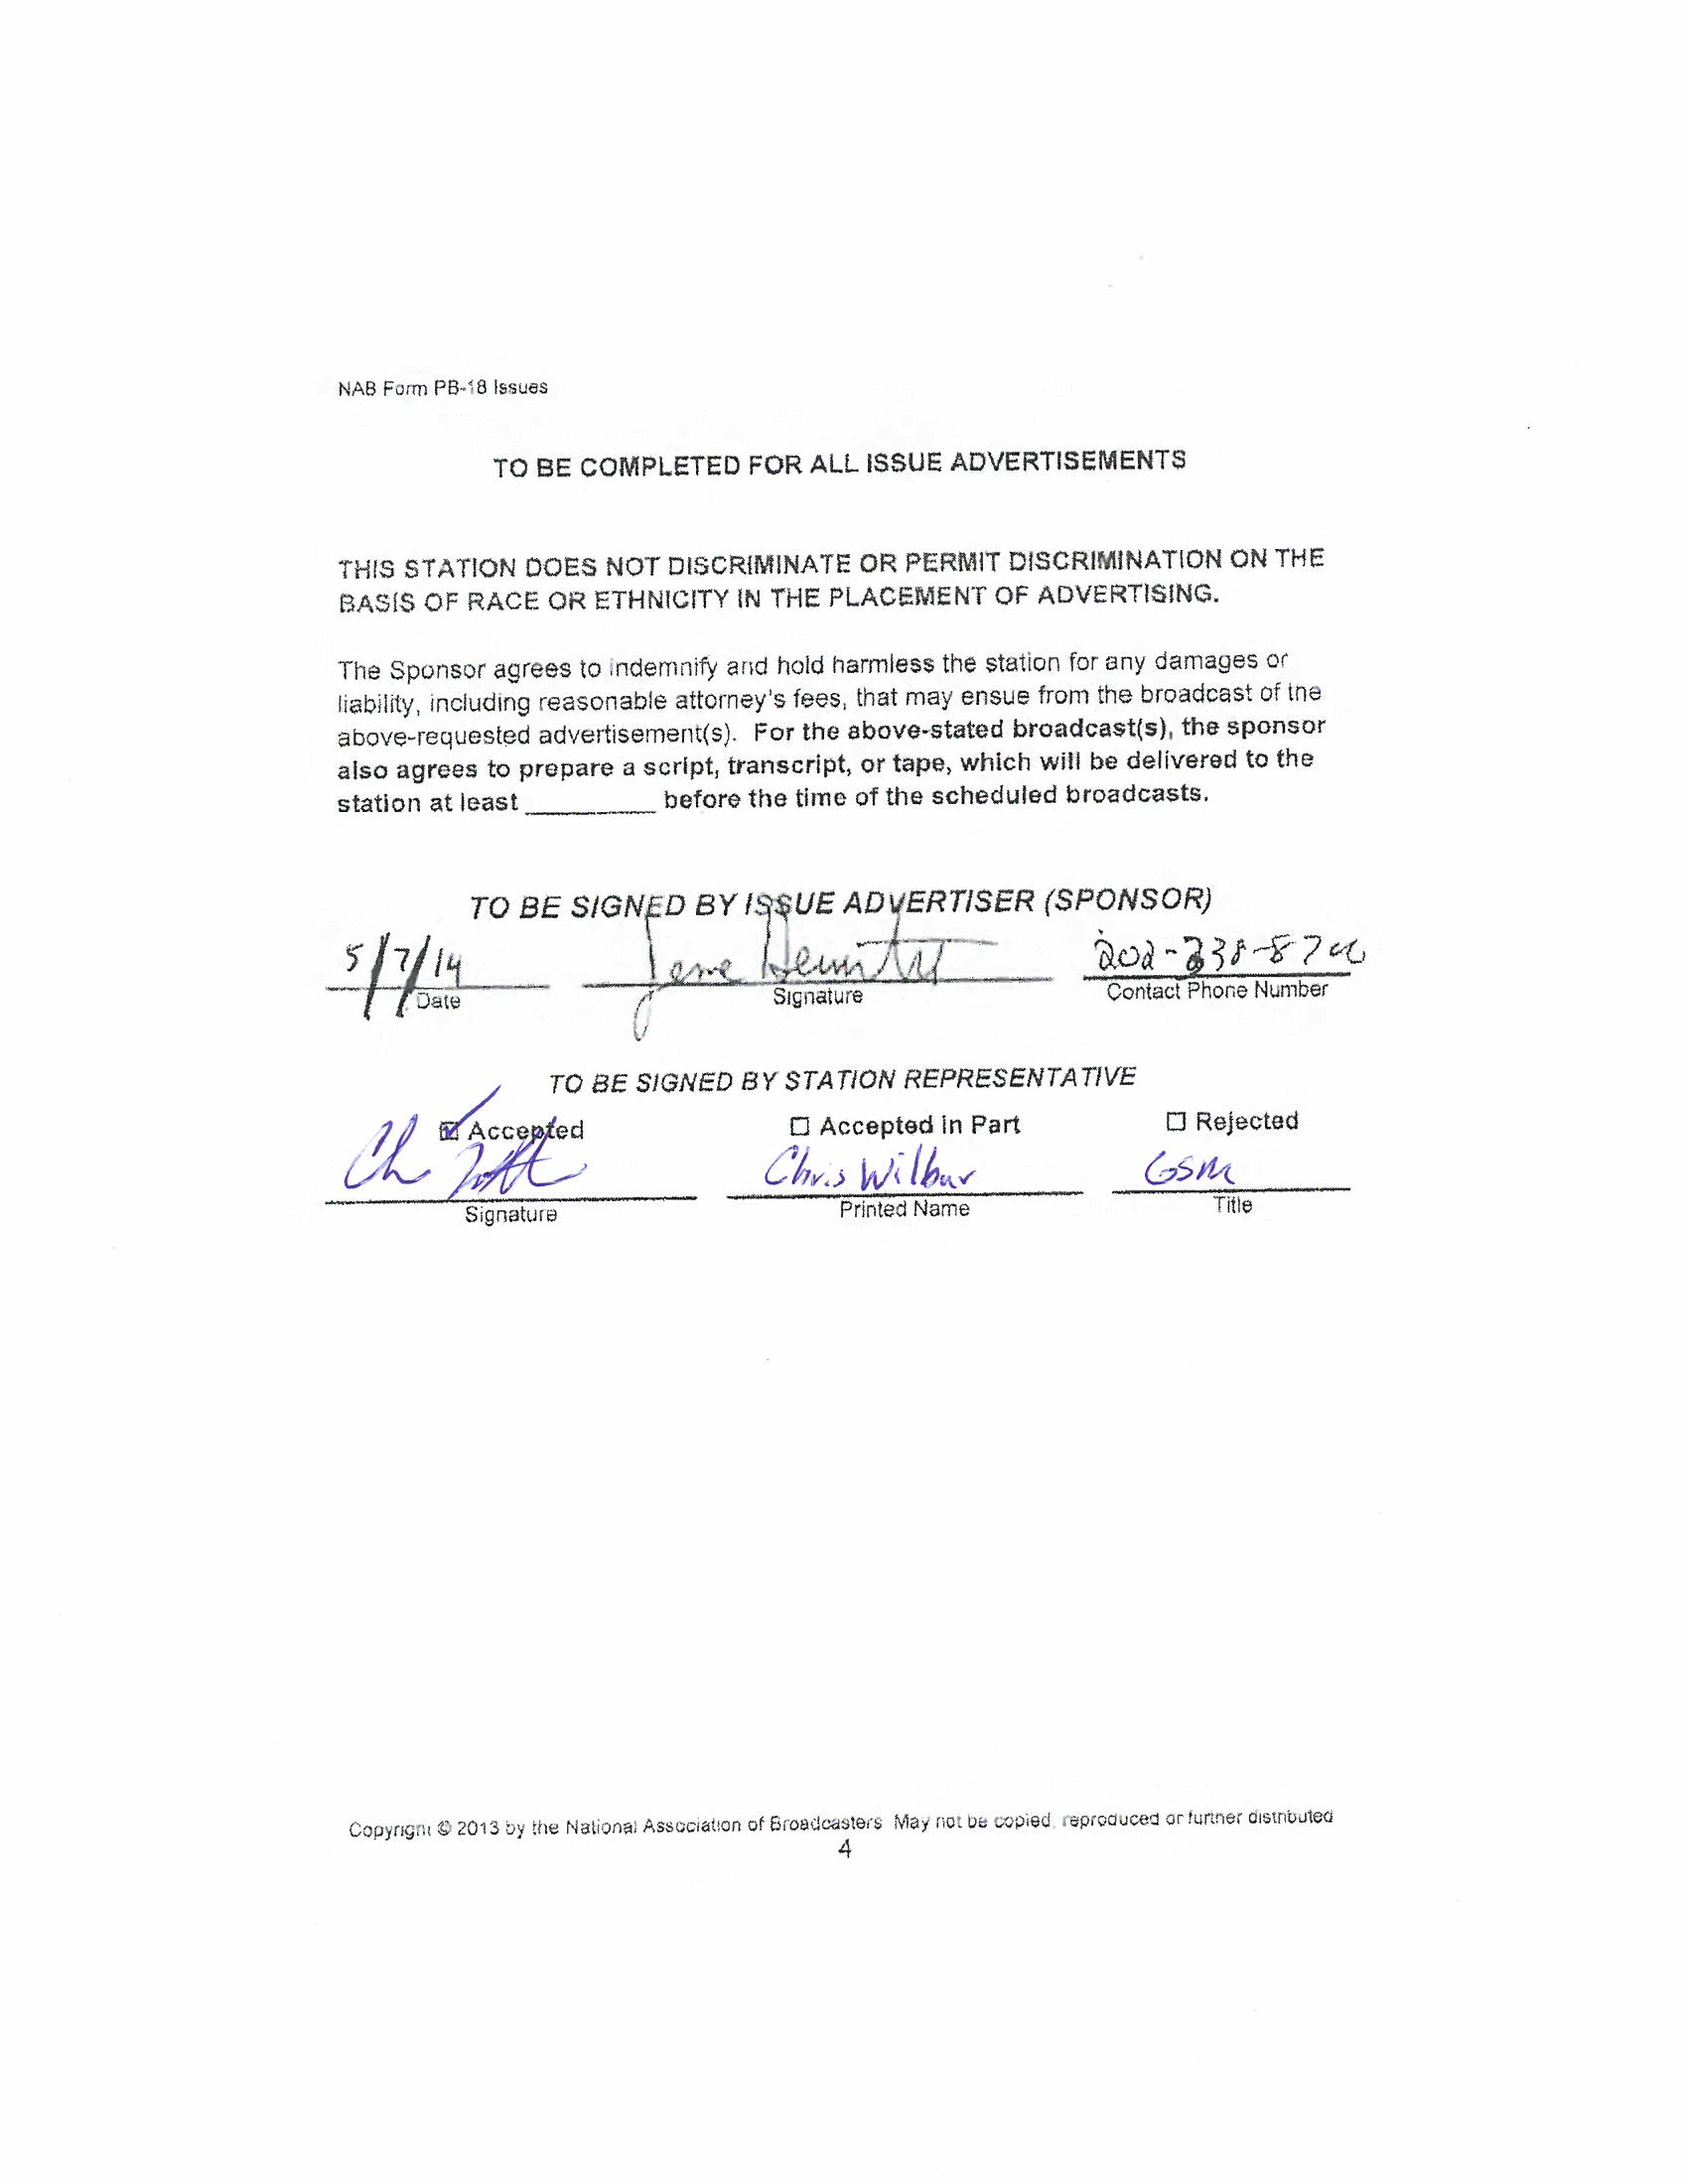 NAB Form PB-18 Issues
TO BE COMPLETED FOR ALL ISSUE ADVERTISEMENTS
THIS STATION DOES NOT DISCRIMINATE OR PERMIT DISCRIMINATION ON THE
BASIS OF RACE OR ETHNICITY IN THE PLACEMENT OF ADVERTISING.
The Sponsor agrees to indemnify and hold harmless the station for any damages or
liability, including reasonable attorney's fees, that may ensue from the broadcast of the
above-requested advertisement(s). For the above-stated broadcast(s), the sponsor
also agrees to prepare a script, transcript, or tape, which will be delivered to the
station at least _________ before the time of the scheduled broadcasts.
TO BE SIGNED BY ISSUE ADVERTISER (SPONSOR)
5/7/14
Date Signature Contact Phone Number
TO BE SIGNED BY STATION REPRESENTATIVE
☑ Accepted ☐ Accepted in Part ☐ Rejected
Chris Wilbur GSM
Signature Printed Name Title
Copyright © 2013 by the National Association of Broadcasters May not be copied, reproduced or further distributed
4